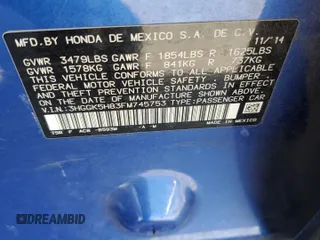 MFD. BY HONDA DE MEXICO S.A. DE C.V. 11/14
GVWR 3479LBS GAWR F 1854LBS R 1625LBS
GVWR 1578KG GAWR F 841KG R 737KG
THIS VEHICLE CONFORMS TO ALL APPLICABLE
FEDERAL MOTOR VEHICLE SAFETY, BUMPER, AND
THEFT PREVENTION STANDARDS IN EFFECT ON THE
DATE OF MANUFACTURE SHOWN ABOVE.
V.I.N.:3HGGK5H83FM745753 TYPE:PASSENGER CAR
MADE IN MEXICO
-A -M
AUTOBIDMASTER
DREAMBID